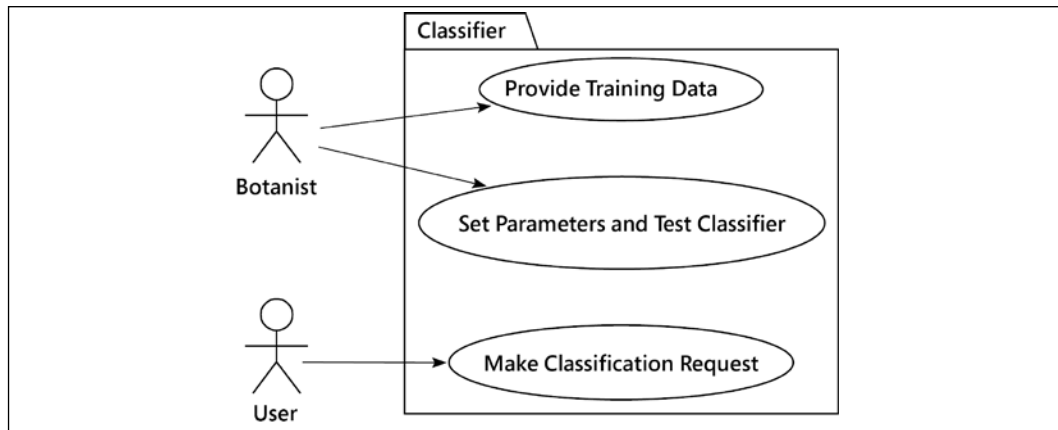 Classifier
Provide Training Data
Botanist
Set Parameters and Test Classifier
Make Classification Request
User